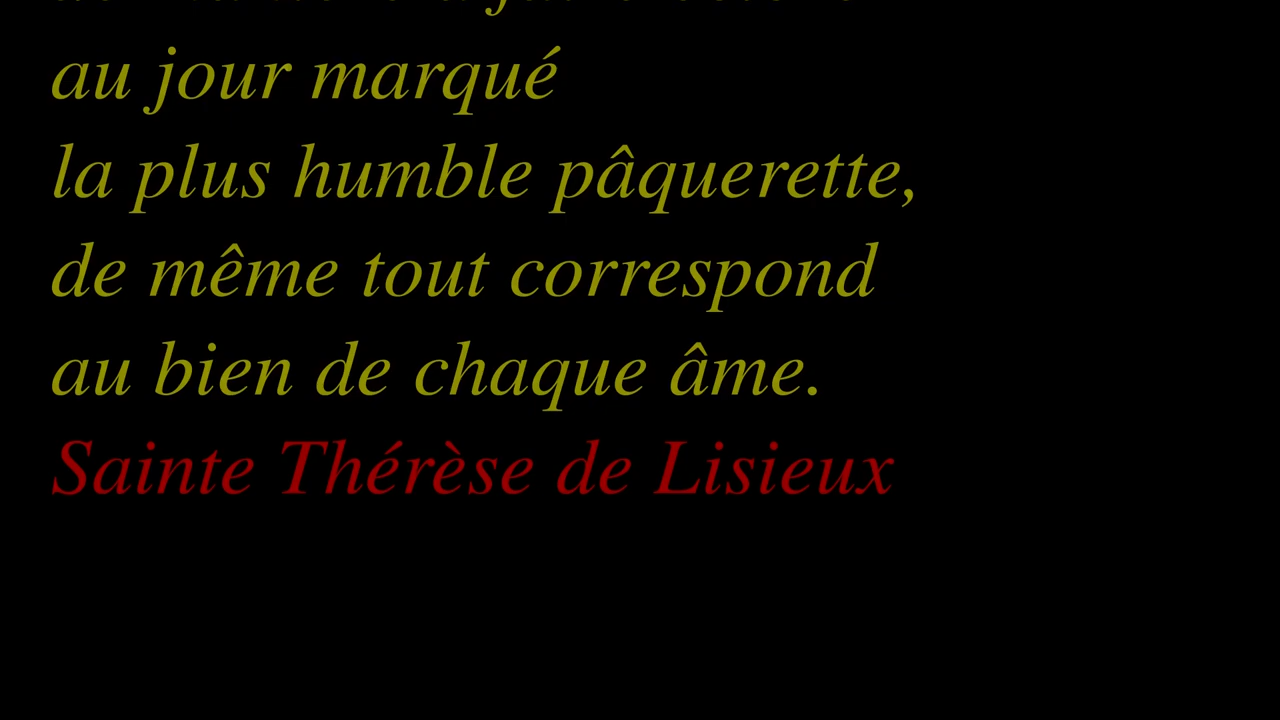 au jour marqué
la plus humble pâquerette,
de même tout correspond
au bien de chaque âme.
Sainte Thérèse de Lisieux